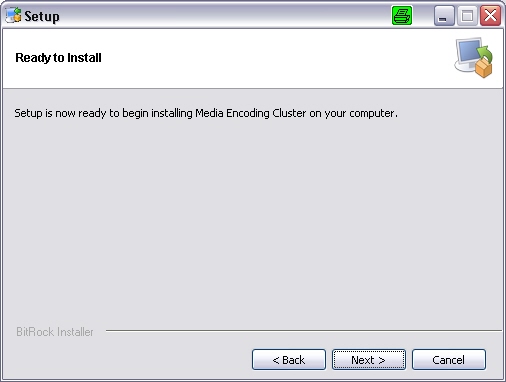 Setup
Ready to Install
Setup is now ready to begin installing Media Encoding Cluster on your computer.
BitRock Installer
< Back
Next >
Cancel